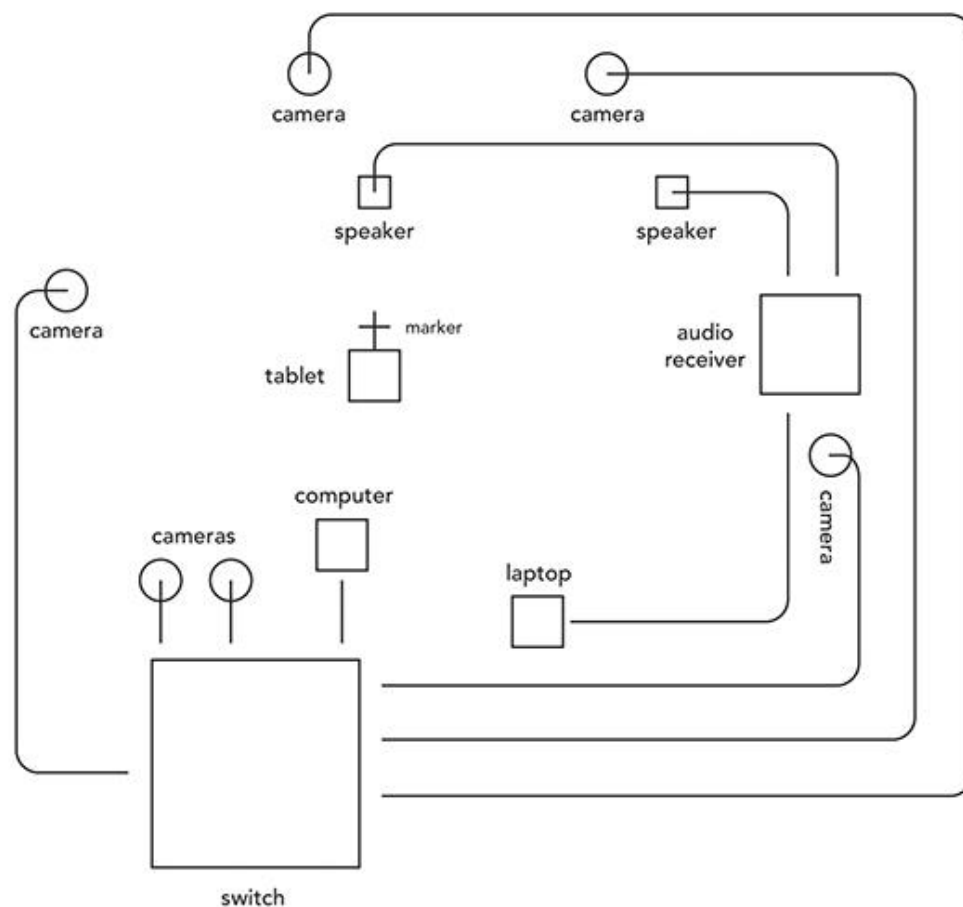 camera
camera
speaker
speaker
camera
marker
audio
receiver
tablet
computer
camera
cameras
laptop
switch